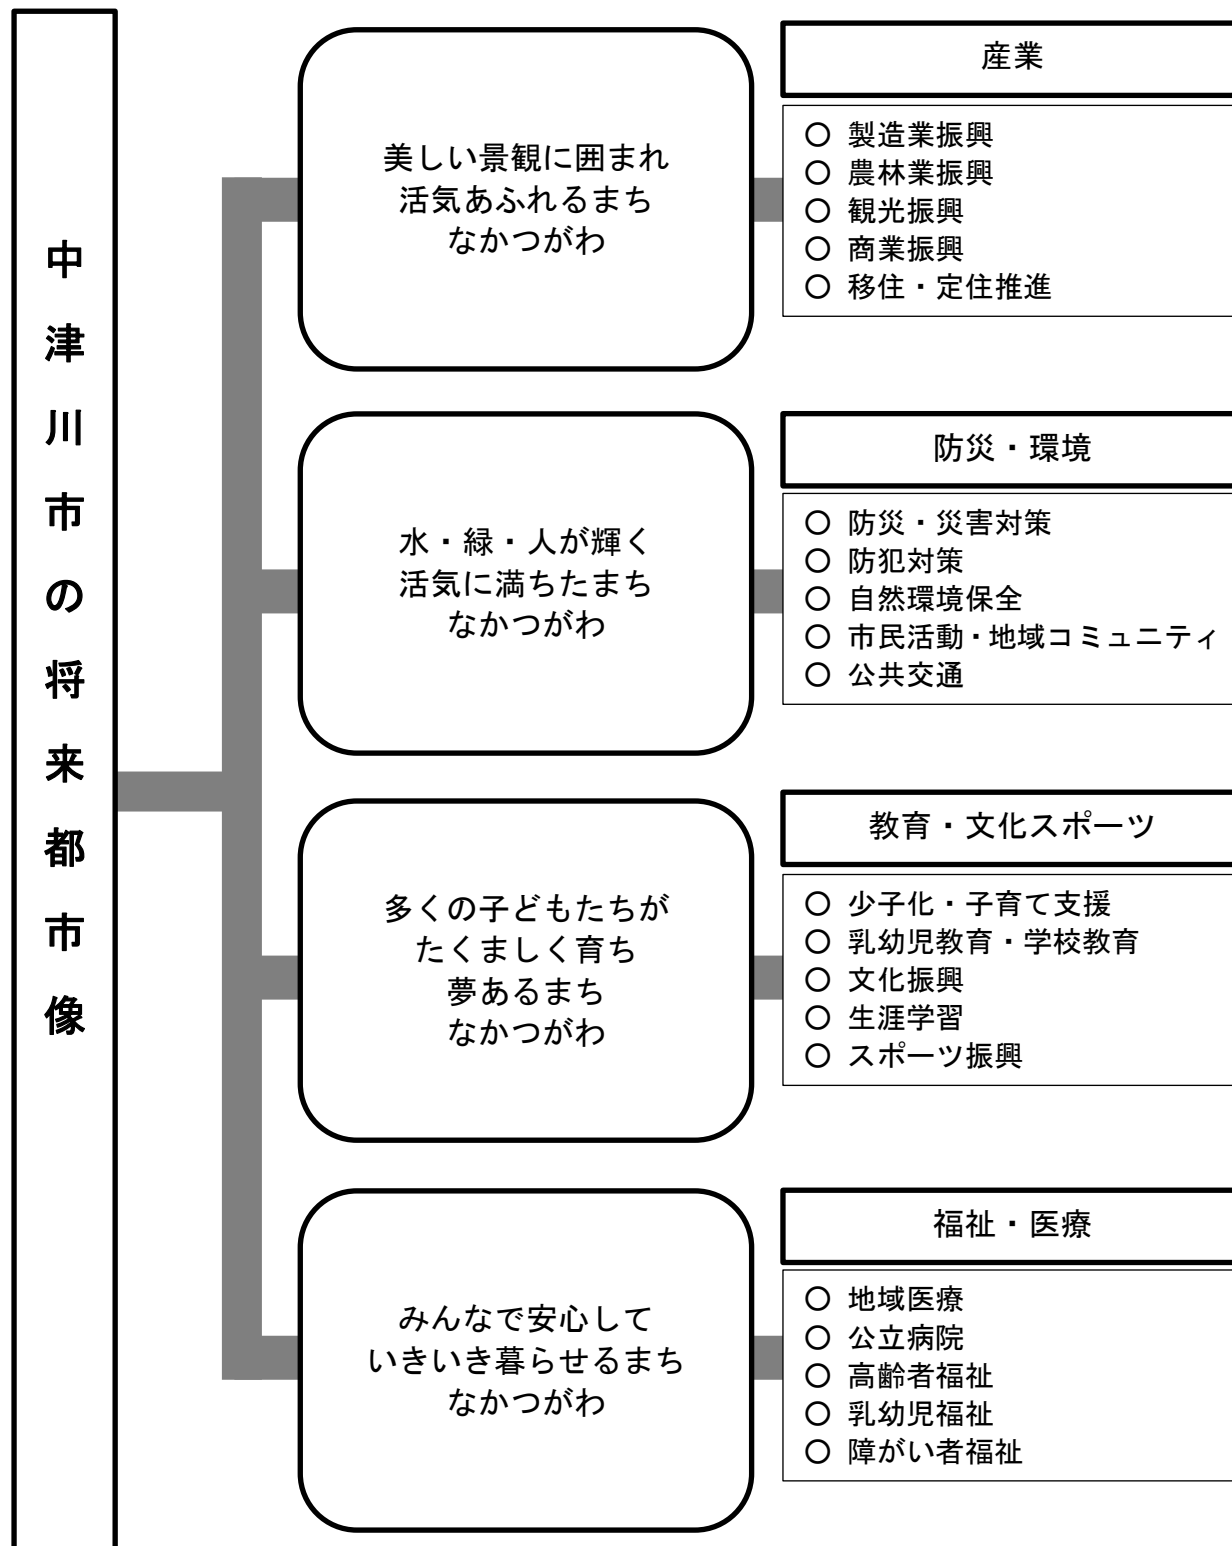 中津川市の将来都市像
美しい景観に囲まれ
活気あふれるまち
なかつがわ
産業
○ 製造業振興
○ 農林業振興
○ 観光振興
○ 商業振興
○ 移住・定住推進
水・緑・人が輝く
活気に満ちたまち
なかつがわ
防災・環境
○ 防災・災害対策
○ 防犯対策
○ 自然環境保全
○ 市民活動・地域コミュニティ
○ 公共交通
多くの子どもたちが
たくましく育ち
夢あるまち
なかつがわ
教育・文化スポーツ
○ 少子化・子育て支援
○ 乳幼児教育・学校教育
○ 文化振興
○ 生涯学習
○ スポーツ振興
みんなで安心して
いきいき暮らせるまち
なかつがわ
福祉・医療
○ 地域医療
○ 公立病院
○ 高齢者福祉
○ 乳幼児福祉
○ 障がい者福祉